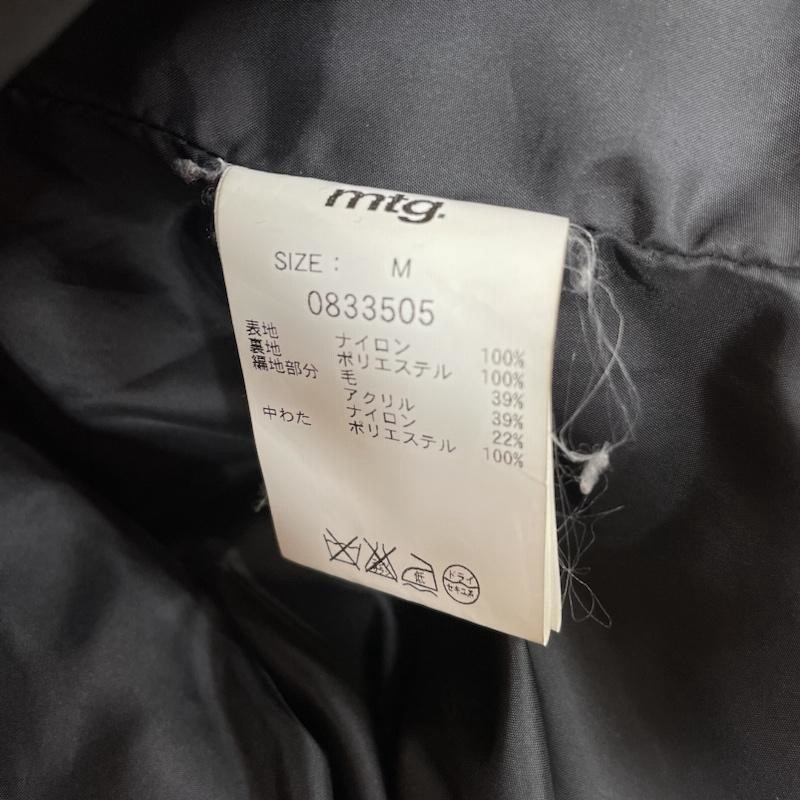 mtg.
SIZE : M
0833505
表地 ナイロン 100%
裏地 ポリエステル 100%
編地部分 毛 39%
アクリル 39%
ナイロン 22%
中わた ポリエステル 100%
低
ドライ
セキユ系